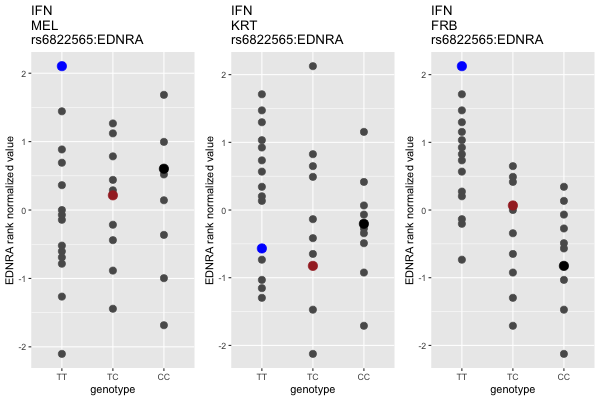 IFN
MEL
rs6822565:EDNRA
EDNRA rank normalized value
2
1
0
-1
-2
TT
TC
CC
genotype
IFN
KRT
rs6822565:EDNRA
EDNRA rank normalized value
2
1
0
-1
-2
TT
TC
CC
genotype
IFN
FRB
rs6822565:EDNRA
EDNRA rank normalized value
2
1
0
-1
-2
TT
TC
CC
genotype